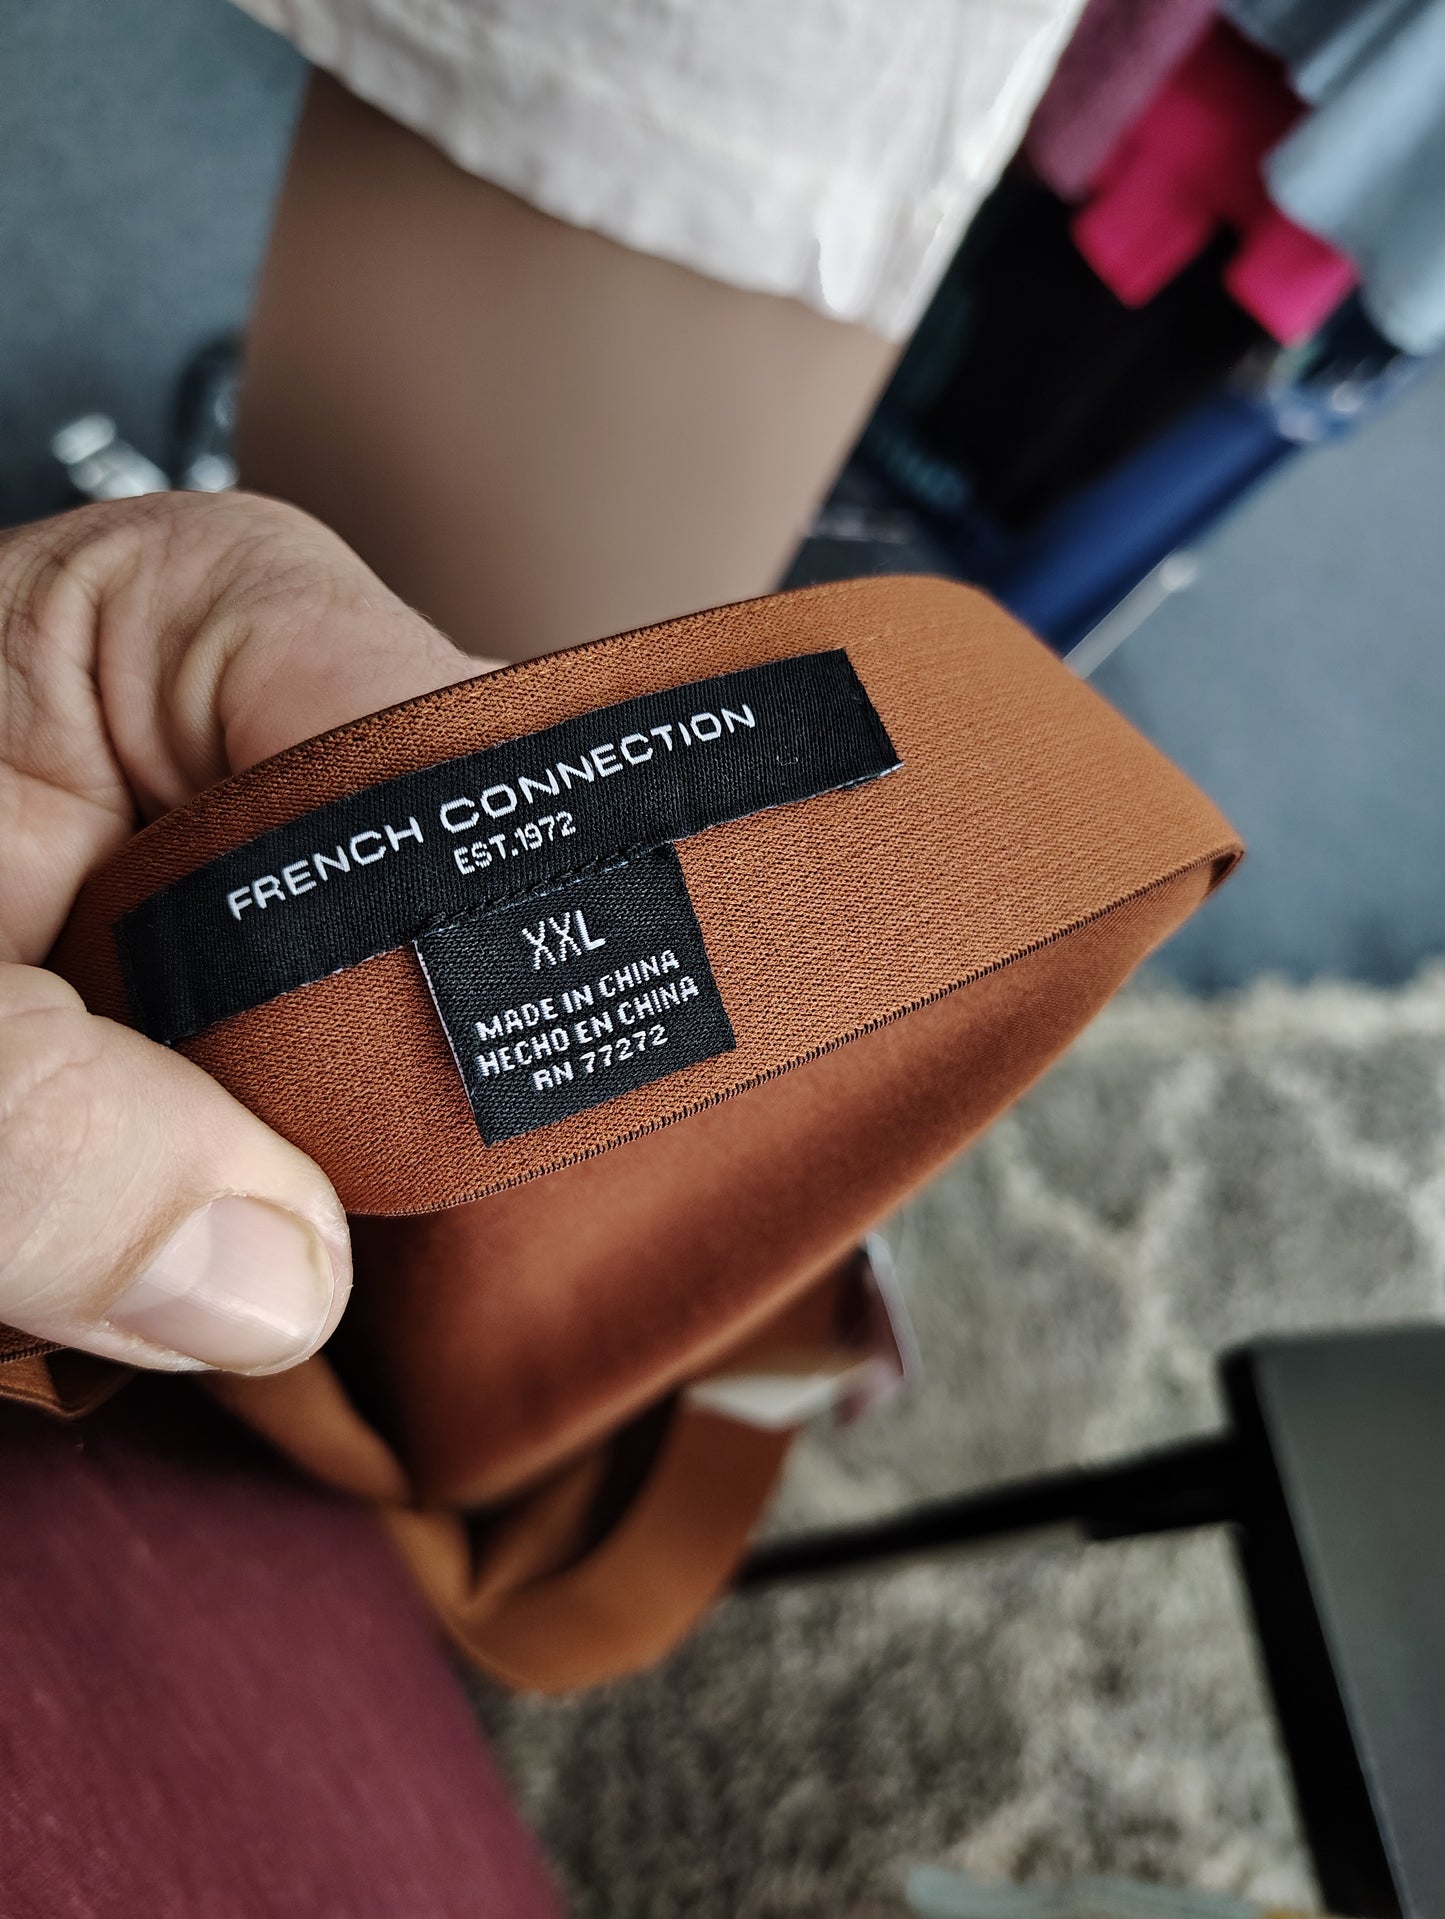 FRENCH CONNECTION
EST.1972
XXL
MADE IN CHINA
HECHO EN CHINA
RN 77272